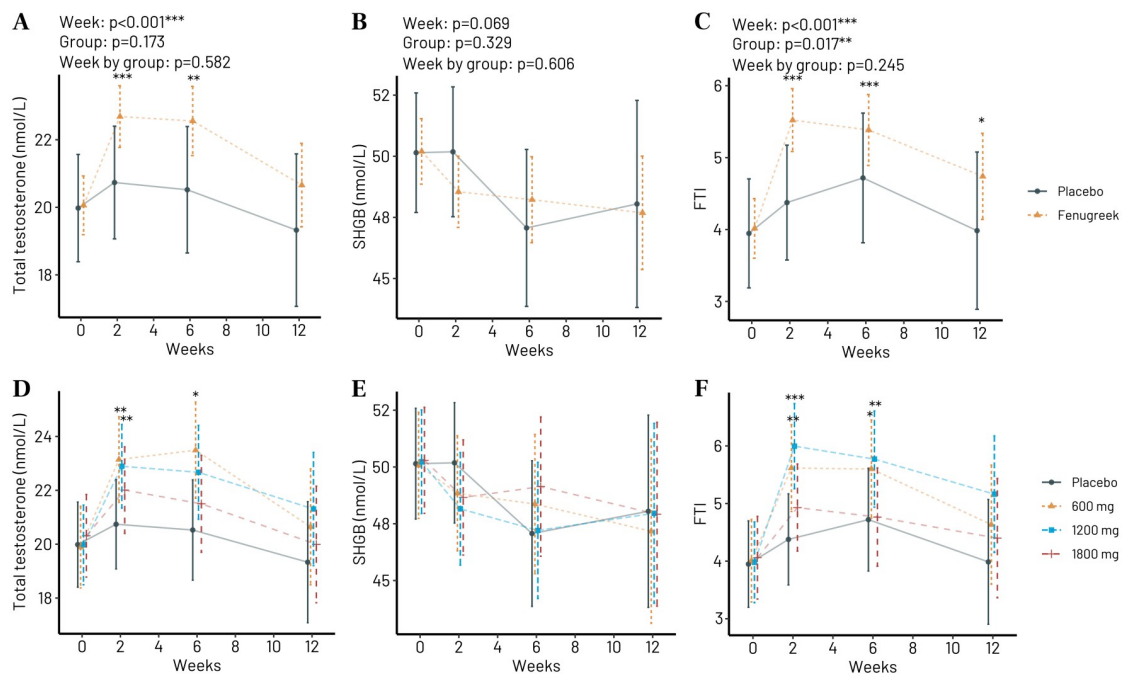 A
Week: p<0.001***
Group: p=0.173
Week by group: p=0.582
*** **
Total testosterone (nmol/L)
22
20
18
0 2 4 6 8 10 12
Weeks
B
Week: p=0.069
Group: p=0.329
Week by group: p=0.606
SHGB (nmol/L)
52
50
48
45
0 2 4 6 8 10 12
Weeks
C
Week: p<0.001***
Group: p=0.017**
Week by group: p=0.245
*** *** *
FTI
6
5
4
3
0 2 4 6 8 10 12
Weeks
Placebo
Fenugreek
D
** *
**
Total testosterone (nmol/L)
24
22
20
18
0 2 4 6 8 10 12
Weeks
E
SHGB (nmol/L)
52
50
48
45
0 2 4 6 8 10 12
Weeks
F
*** **
** *
FTI
6
5
4
3
0 2 4 6 8 10 12
Weeks
Placebo
600 mg
1200 mg
1800 mg